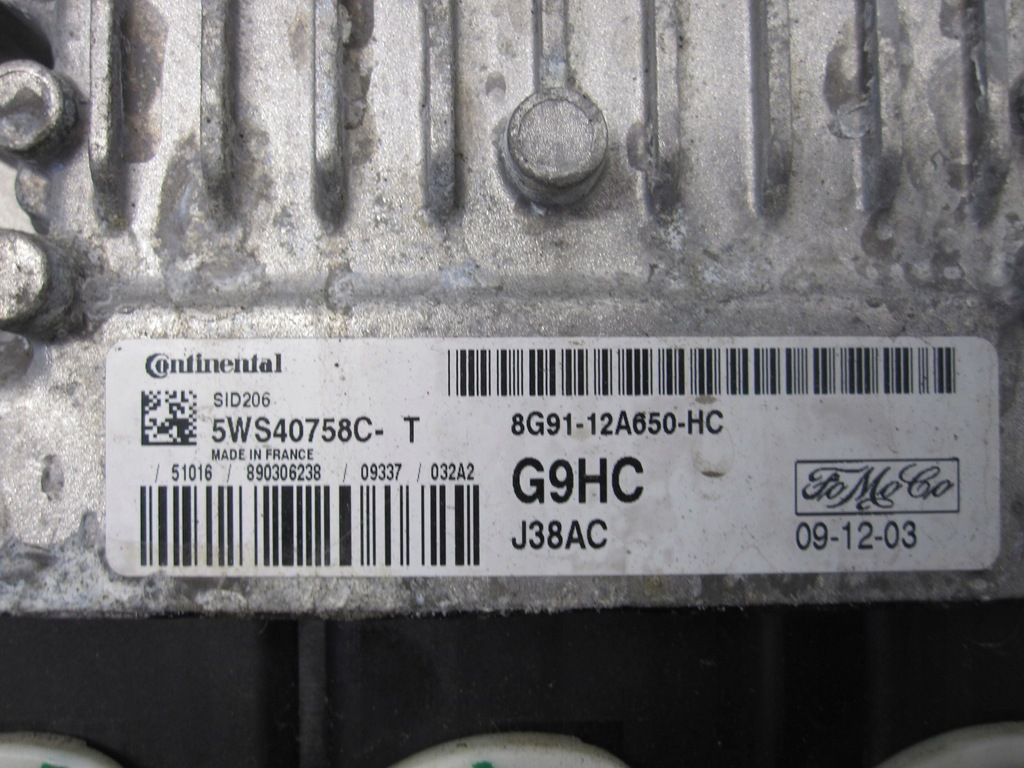 Continental
SID206
5WS40758C- T
MADE IN FRANCE
/ 51016 / 890306238 / 09337 / 032A2
8G91-12A650-HC
G9HC
J38AC
FoMoCo
09-12-03